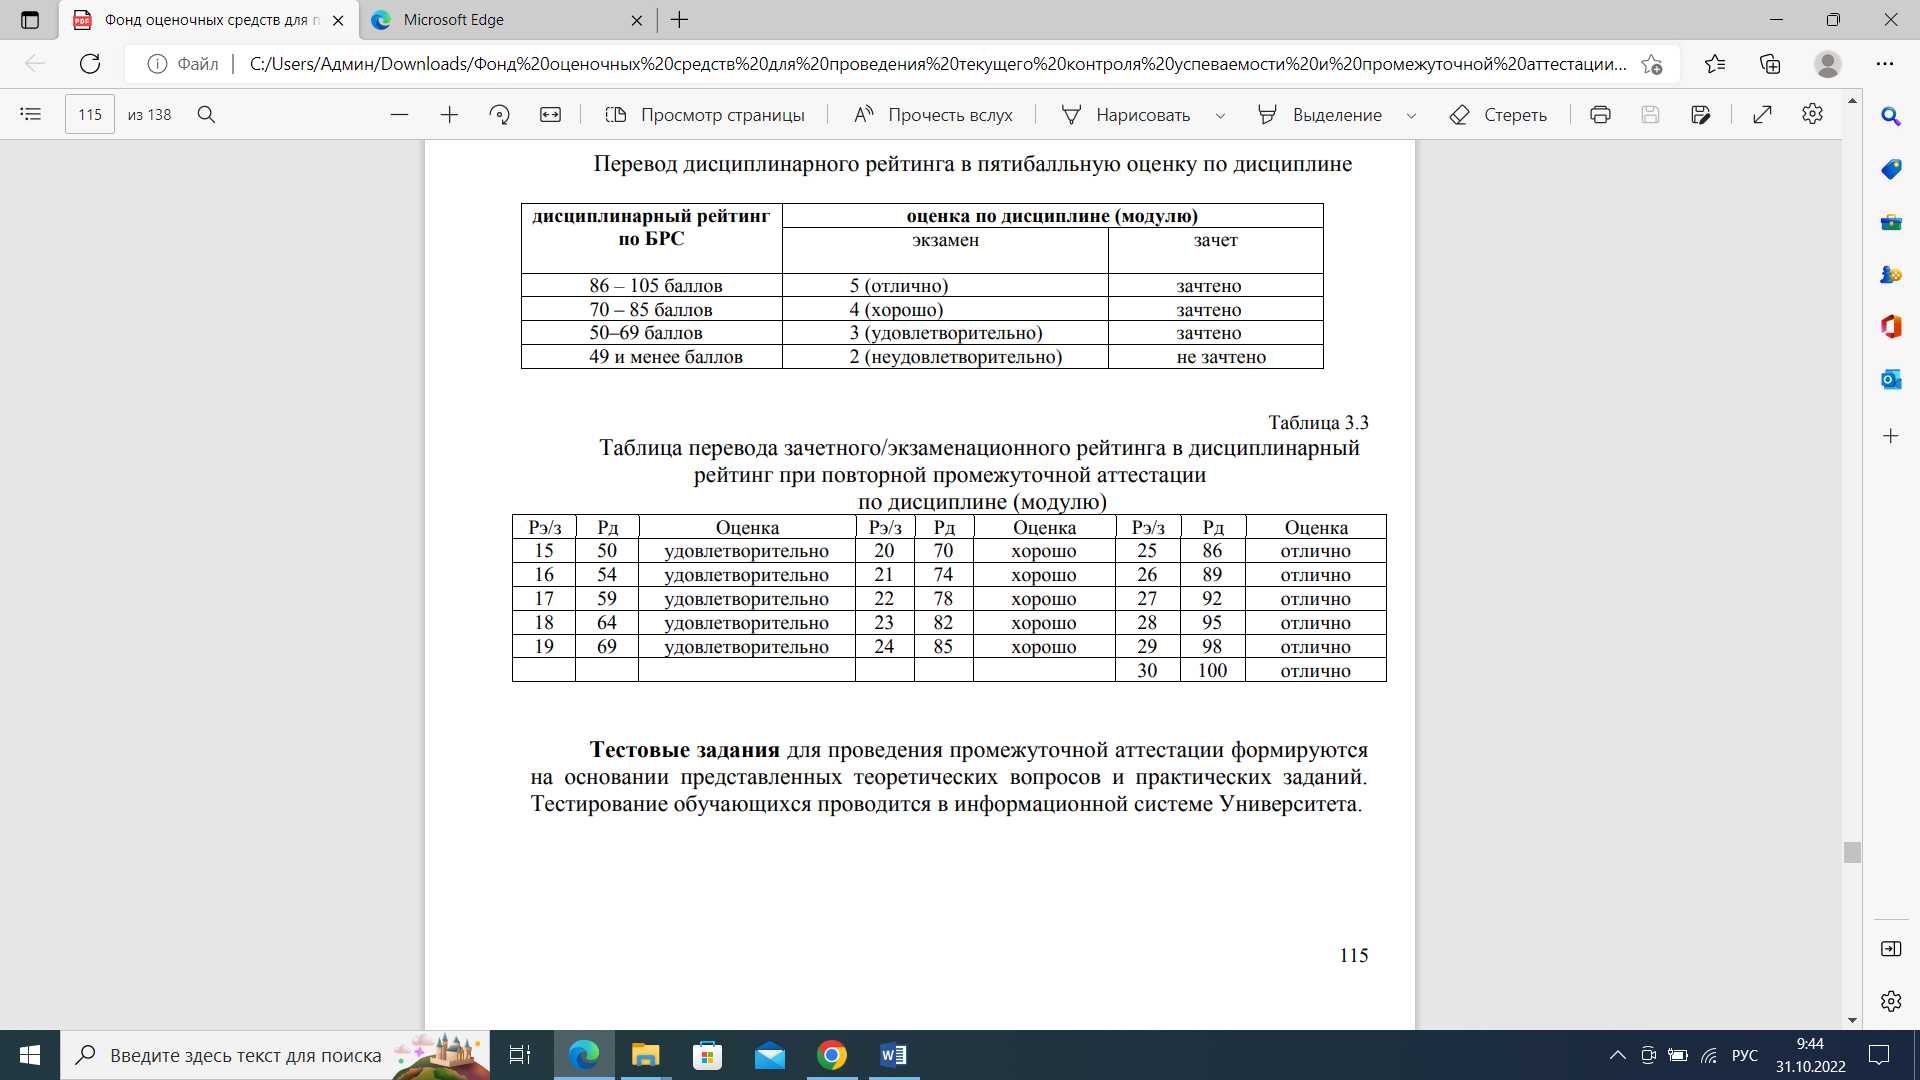 Фонд оценочных средств для п
Microsoft Edge
Файл
C:/Users/Админ/Downloads/Фонд%20оценочных%20средств%20для%20проведения%20текущего%20контроля%20успеваемости%20и%20промежуточной%20аттестации...
115 из 138
Просмотр страницы
Прочесть вслух
Нарисовать
Выделение
Стереть
Перевод дисциплинарного рейтинга в пятибалльную оценку по дисциплине
дисциплинарный рейтинг по БРС оценка по дисциплине (модулю)
экзамен зачет
86 – 105 баллов 5 (отлично) зачтено
70 – 85 баллов 4 (хорошо) зачтено
50–69 баллов 3 (удовлетворительно) зачтено
49 и менее баллов 2 (неудовлетворительно) не зачтено
Таблица 3.3
Таблица перевода зачетного/экзаменационного рейтинга в дисциплинарный
рейтинг при повторной промежуточной аттестации
по дисциплине (модулю)
Рэ/з Рд Оценка Рэ/з Рд Оценка Рэ/з Рд Оценка
15 50 удовлетворительно 20 70 хорошо 25 86 отлично
16 54 удовлетворительно 21 74 хорошо 26 89 отлично
17 59 удовлетворительно 22 78 хорошо 27 92 отлично
18 64 удовлетворительно 23 82 хорошо 28 95 отлично
19 69 удовлетворительно 24 85 хорошо 29 98 отлично
30 100 отлично
Тестовые задания для проведения промежуточной аттестации формируются
на основании представленных теоретических вопросов и практических заданий.
Тестирование обучающихся проводится в информационной системе Университета.
115
Введите здесь текст для поиска
РУС
9:44
31.10.2022